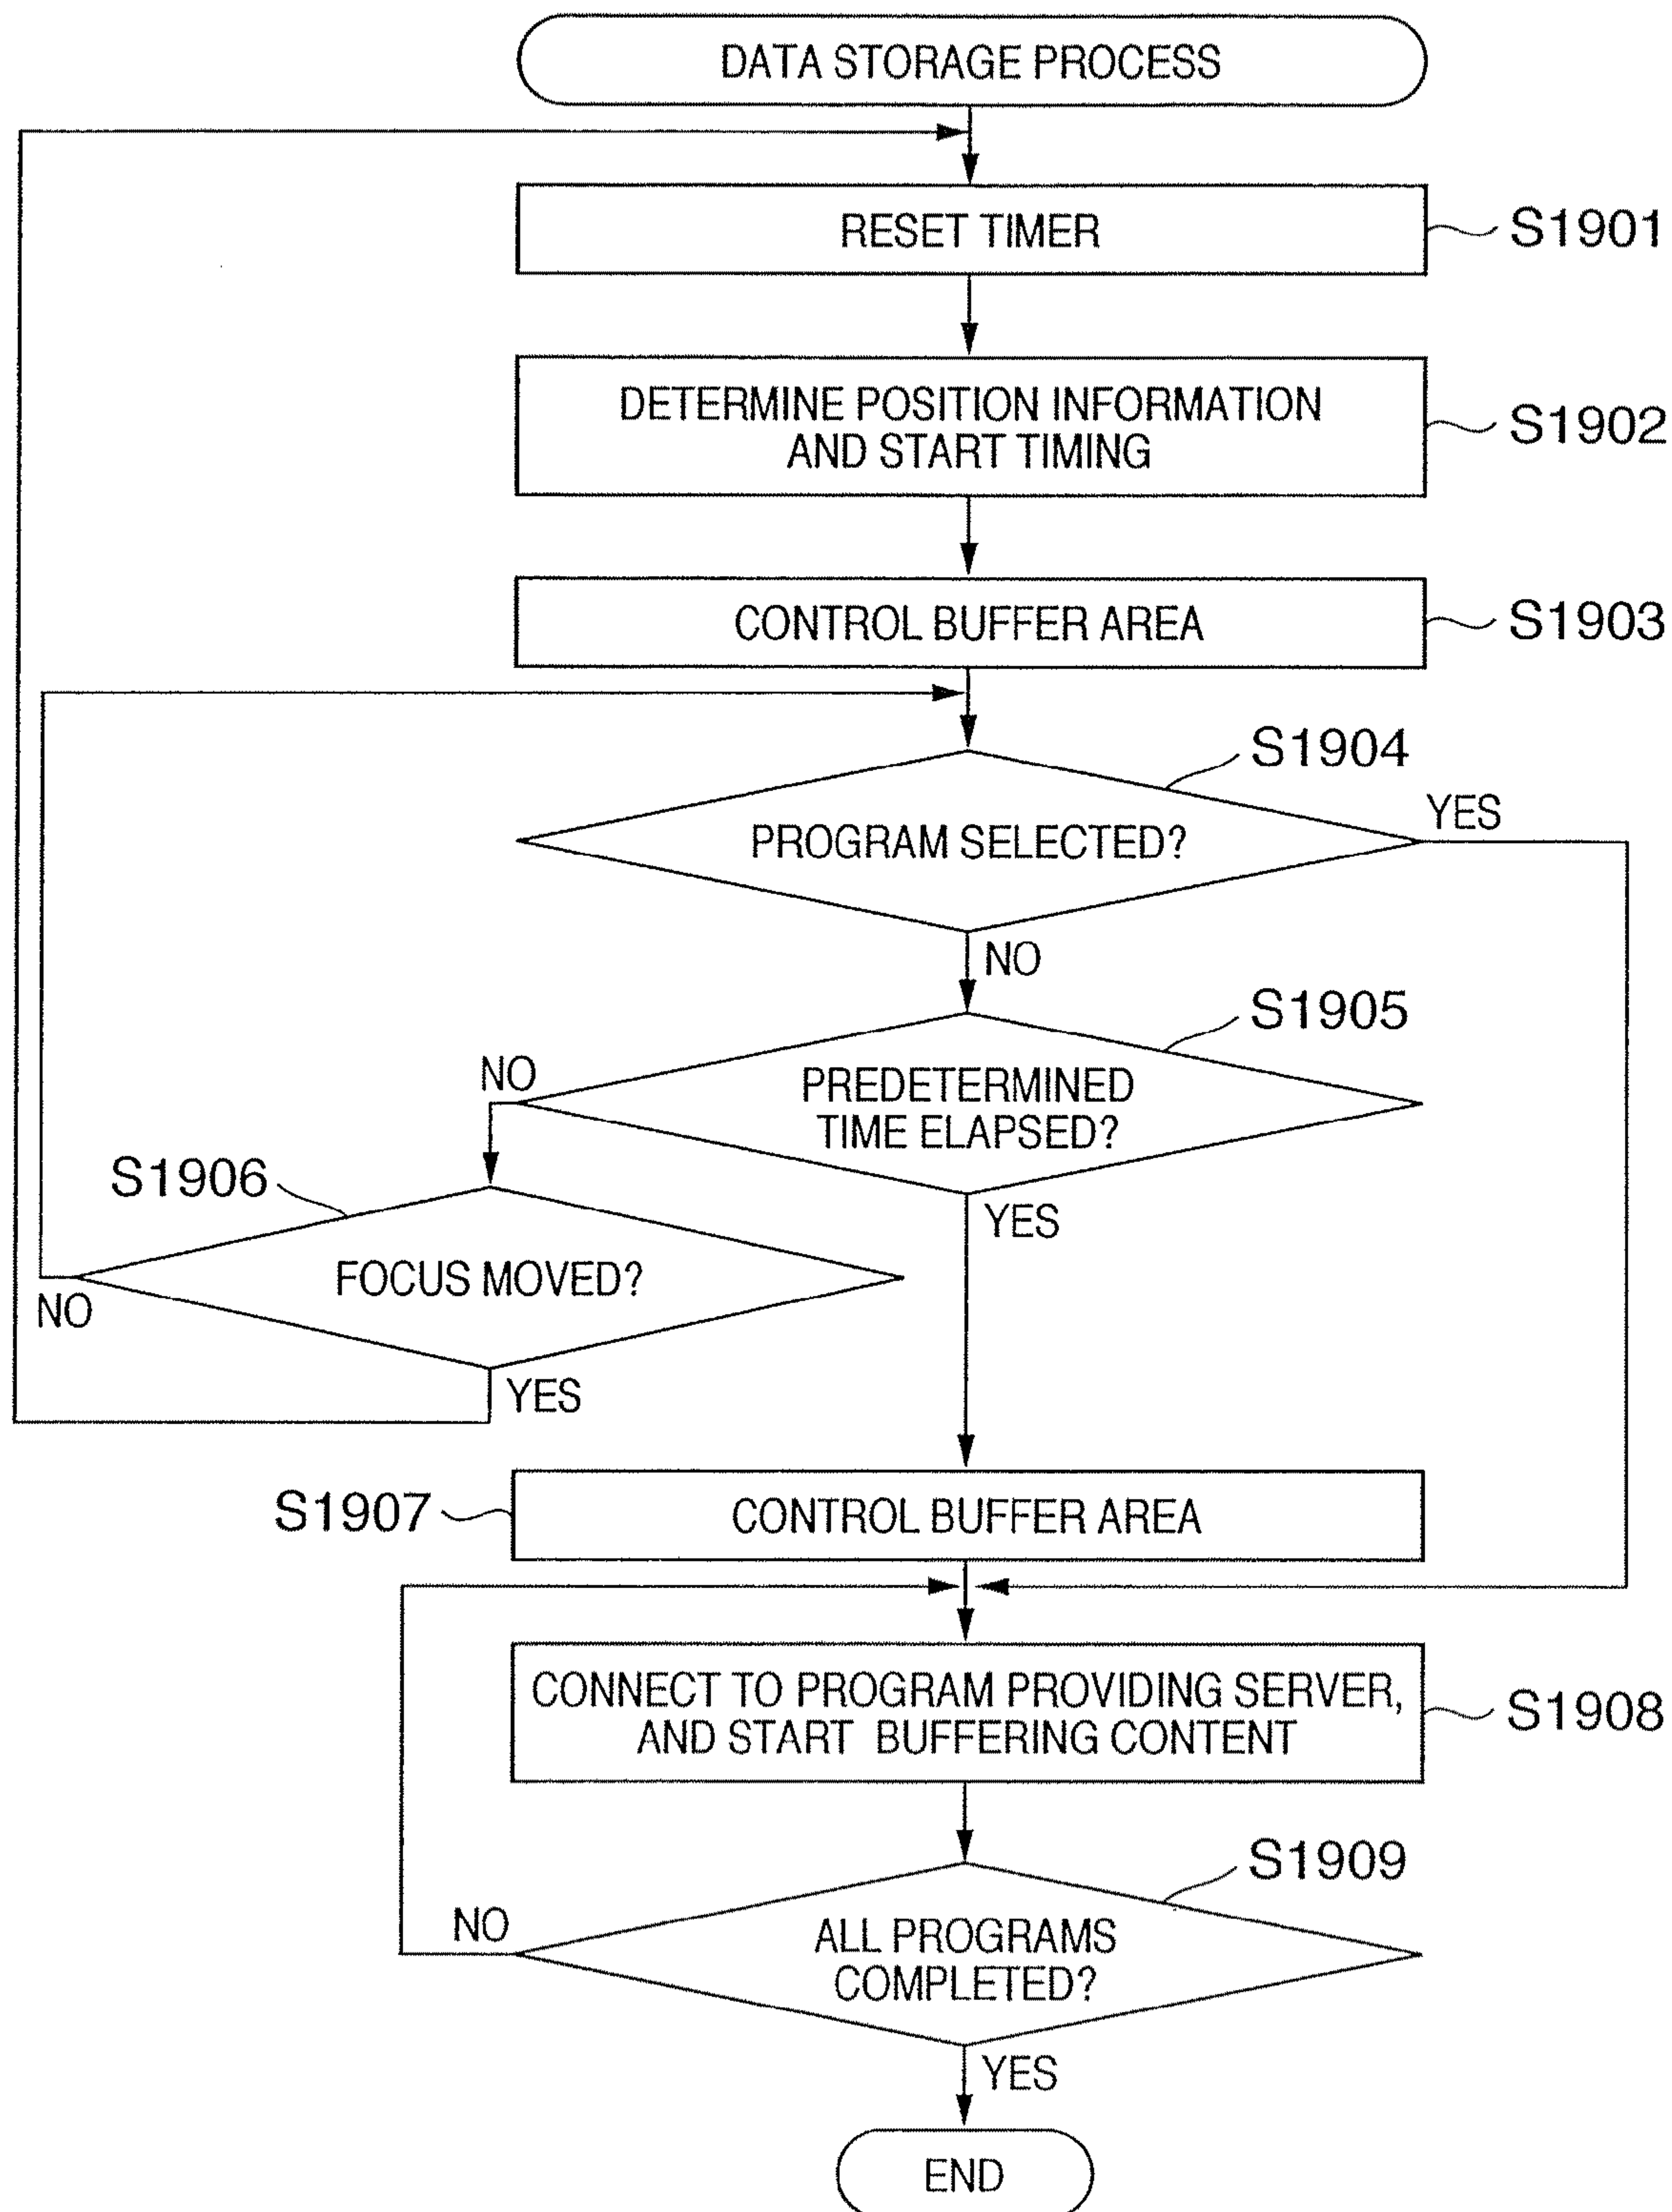 DATA STORAGE PROCESS
RESET TIMER
S1901
DETERMINE POSITION INFORMATION
AND START TIMING
S1902
CONTROL BUFFER AREA
S1903
S1904
YES
PROGRAM SELECTED?
NO
S1905
NO
PREDETERMINED
TIME ELAPSED?
S1906
YES
FOCUS MOVED?
NO
YES
S1907
CONTROL BUFFER AREA
CONNECT TO PROGRAM PROVIDING SERVER,
AND START BUFFERING CONTENT
S1908
S1909
NO
ALL PROGRAMS
COMPLETED?
YES
END